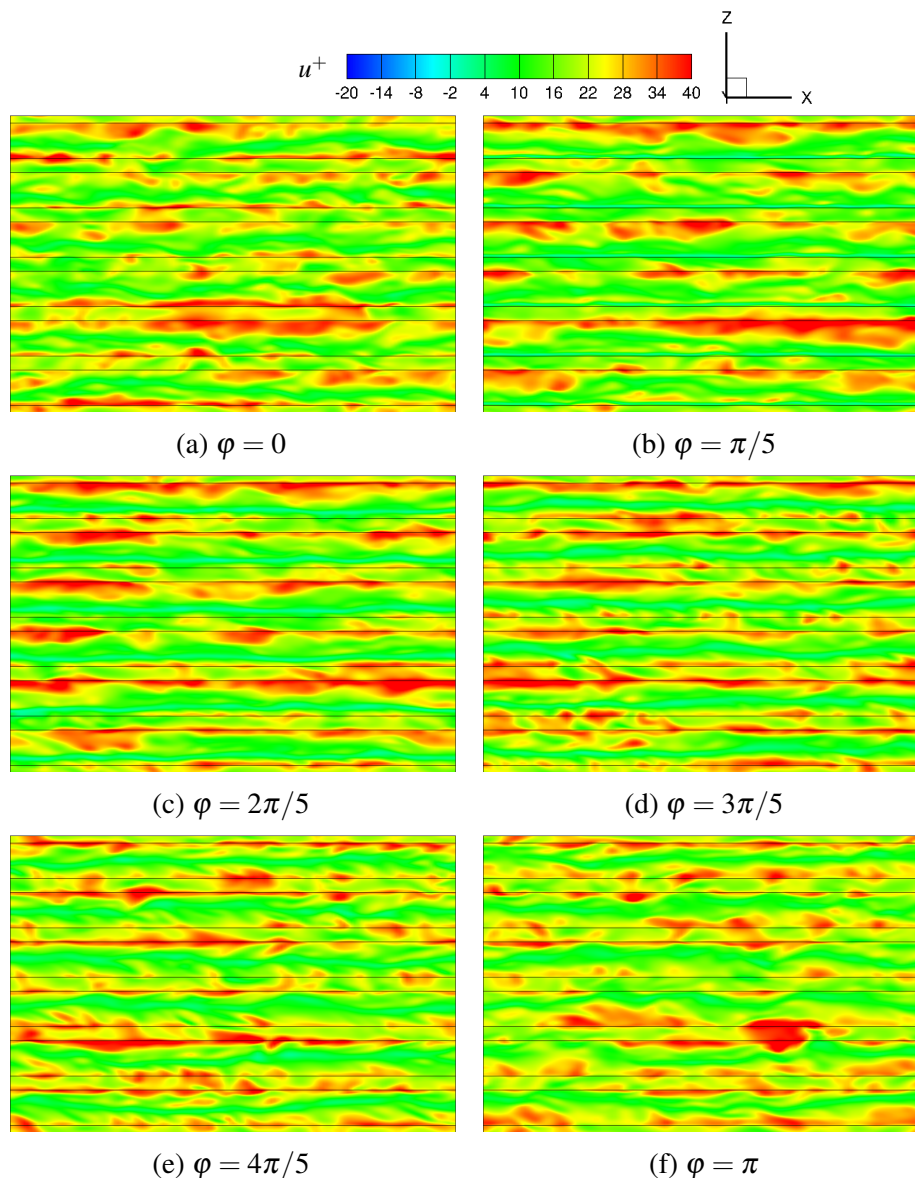 Z
u⁺
-20 -14 -8 -2 4 10 16 22 28 34 40
Y X
(a) φ = 0
(b) φ = π/5
(c) φ = 2π/5
(d) φ = 3π/5
(e) φ = 4π/5
(f) φ = π